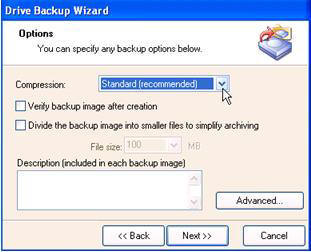 Drive Backup Wizard
Options
You can specify any backup options below.
Compression: Standard (recommended)
Verify backup image after creation
Divide the backup image into smaller files to simplify archiving
File size: 100 MB
Description (included in each backup image)
Advanced...
<< Back Next >> Cancel